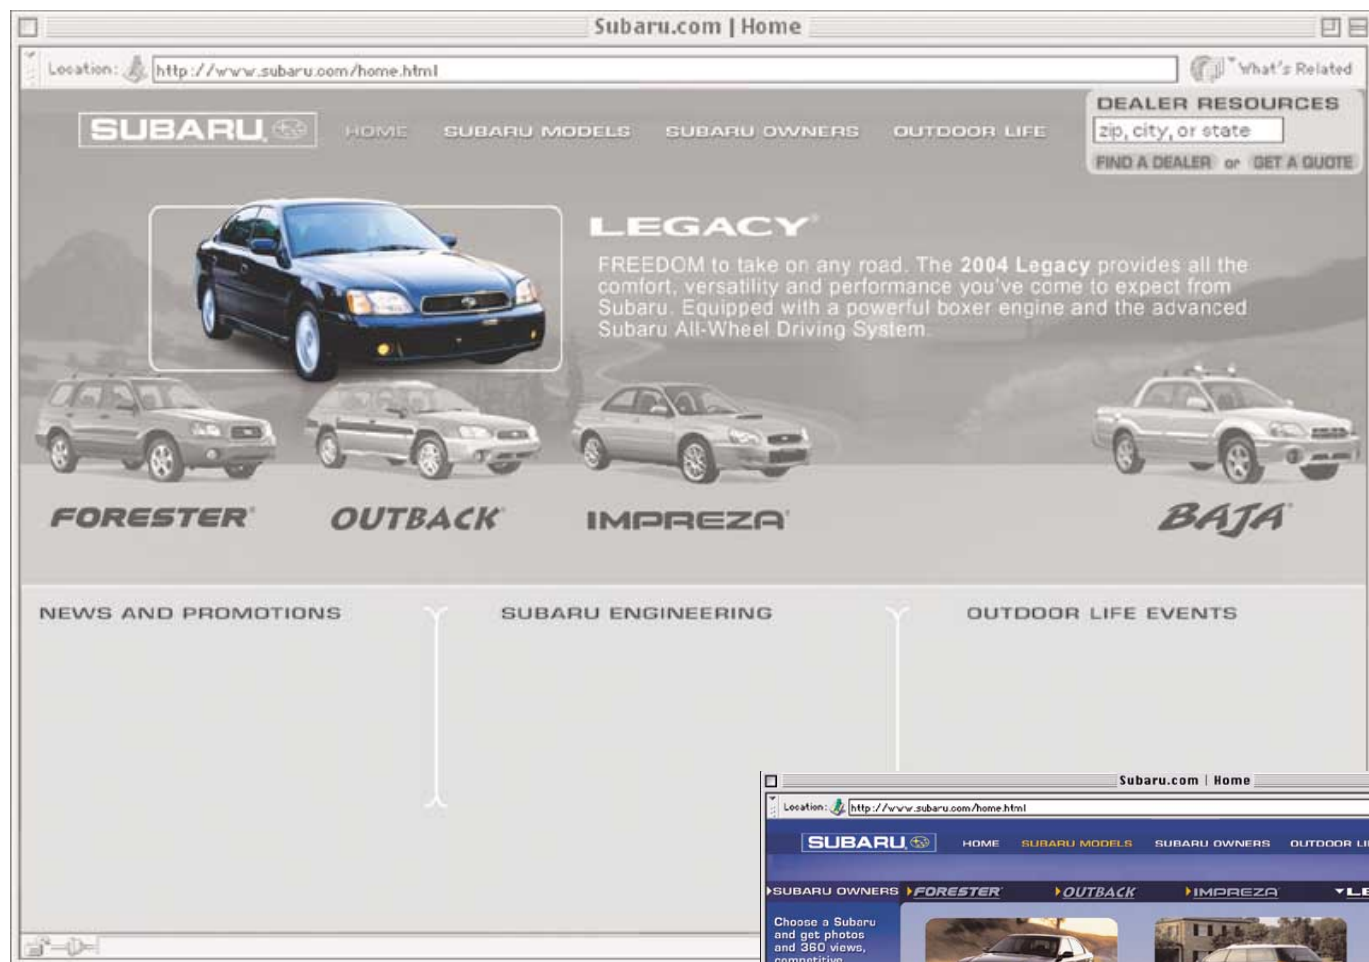 Subaru.com | Home
Location: http://www.subaru.com/home.html What's Related
SUBARU HOME SUBARU MODELS SUBARU OWNERS OUTDOOR LIFE
DEALER RESOURCES
zip, city, or state
FIND A DEALER or GET A QUOTE
LEGACY®
FREEDOM to take on any road. The 2004 Legacy provides all the
comfort, versatility and performance you've come to expect from
Subaru. Equipped with a powerful boxer engine and the advanced
Subaru All-Wheel Driving System.
FORESTER® OUTBACK® IMPREZA® BAJA®
NEWS AND PROMOTIONS SUBARU ENGINEERING OUTDOOR LIFE EVENTS
Subaru.com | Home
Location: http://www.subaru.com/home.html
SUBARU HOME SUBARU MODELS SUBARU OWNERS OUTDOOR LI
SUBARU OWNERS FORESTER® OUTBACK IMPREZA® LE
Choose a Subaru
and get photos
and 360 views,
competitive